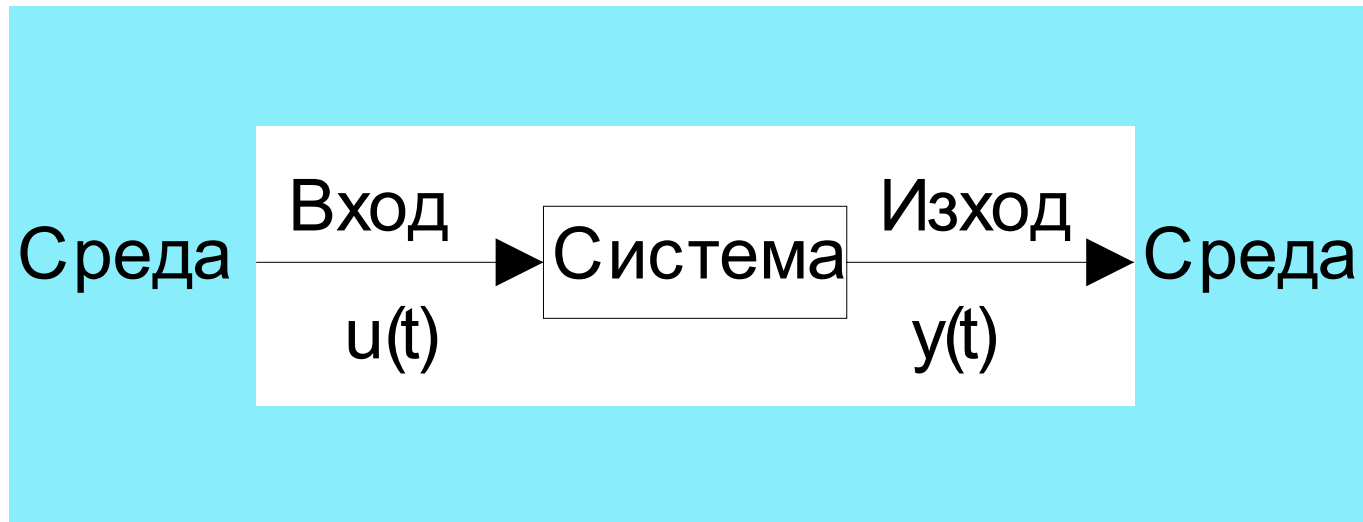 Среда
Вход
u(t)
Система
Изход
y(t)
Среда